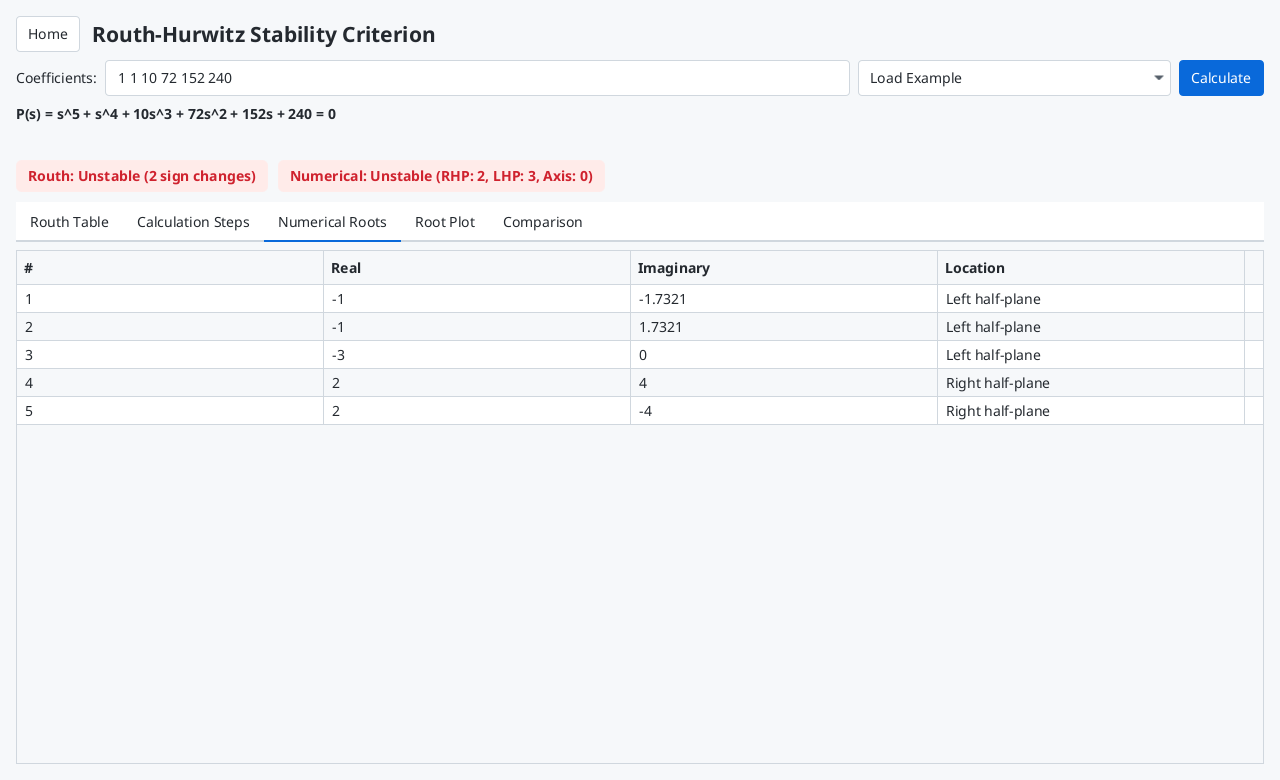 Home Routh-Hurwitz Stability Criterion
Coefficients: 1 1 10 72 152 240 Load Example Calculate
P(s) = s^5 + s^4 + 10s^3 + 72s^2 + 152s + 240 = 0
Routh: Unstable (2 sign changes) Numerical: Unstable (RHP: 2, LHP: 3, Axis: 0)
Routh Table Calculation Steps Numerical Roots Root Plot Comparison
# Real Imaginary Location
1 -1 -1.7321 Left half-plane
2 -1 1.7321 Left half-plane
3 -3 0 Left half-plane
4 2 4 Right half-plane
5 2 -4 Right half-plane